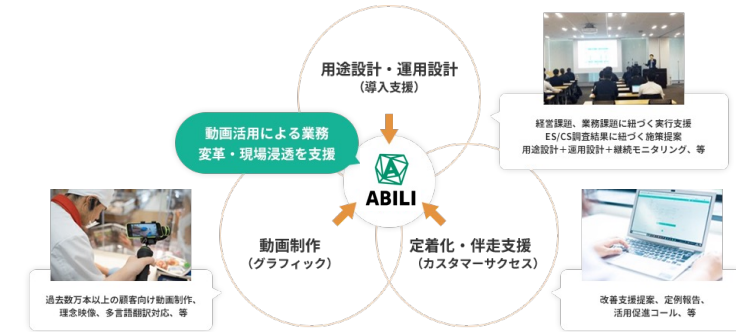 用途設計・運用設計
（導入支援）
動画活用による業務
変革・現場浸透を支援
経営課題、業務課題に紐づく実行支援
ES/CS調査結果に紐づく施策提案
用途設計＋運用設計＋継続モニタリング、等
A
ABILI
動画制作
（グラフィック）
定着化・伴走支援
（カスタマーサクセス）
過去数万本以上の顧客向け動画制作、
理念映像、多言語翻訳対応、等
改善支援提案、定例報告、
活用促進コール、等